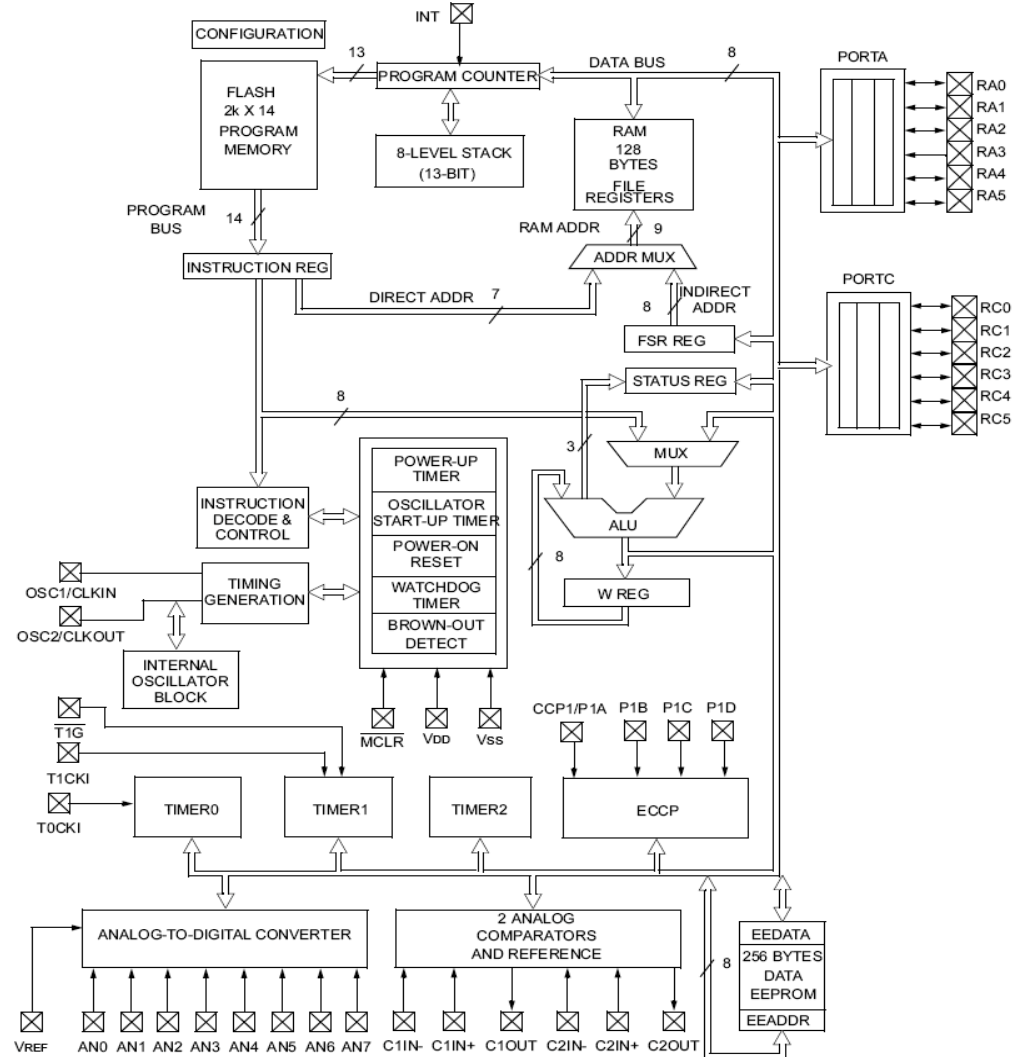 INT
CONFIGURATION
13
PROGRAM COUNTER
DATA BUS
8
PORTA
FLASH
2k X 14
PROGRAM
MEMORY
8-LEVEL STACK
(13-BIT)
RAM
128
BYTES
FILE
REGISTERS
RA0
RA1
RA2
RA3
RA4
RA5
PROGRAM
BUS
14
RAM ADDR
9
ADDR MUX
INSTRUCTION REG
DIRECT ADDR
7
8
INDIRECT
ADDR
FSR REG
STATUS REG
PORTC
RC0
RC1
RC2
RC3
RC4
RC5
8
3
MUX
ALU
8
W REG
POWER-UP
TIMER
OSCILLATOR
START-UP TIMER
POWER-ON
RESET
WATCHDOG
TIMER
BROWN-OUT
DETECT
INSTRUCTION
DECODE &
CONTROL
OSC1/CLKIN
OSC2/CLKOUT
TIMING
GENERATION
INTERNAL
OSCILLATOR
BLOCK
MCLR
VDD
VSS
CCP1/P1A
P1B
P1C
P1D
T1G
T1CKI
T0CKI
TIMER0
TIMER1
TIMER2
ECCP
ANALOG-TO-DIGITAL CONVERTER
2 ANALOG
COMPARATORS
AND REFERENCE
8
EEDATA
256 BYTES
DATA
EEPROM
EEADDR
VREF
AN0
AN1
AN2
AN3
AN4
AN5
AN6
AN7
C1IN-
C1IN+
C1OUT
C2IN-
C2IN+
C2OUT